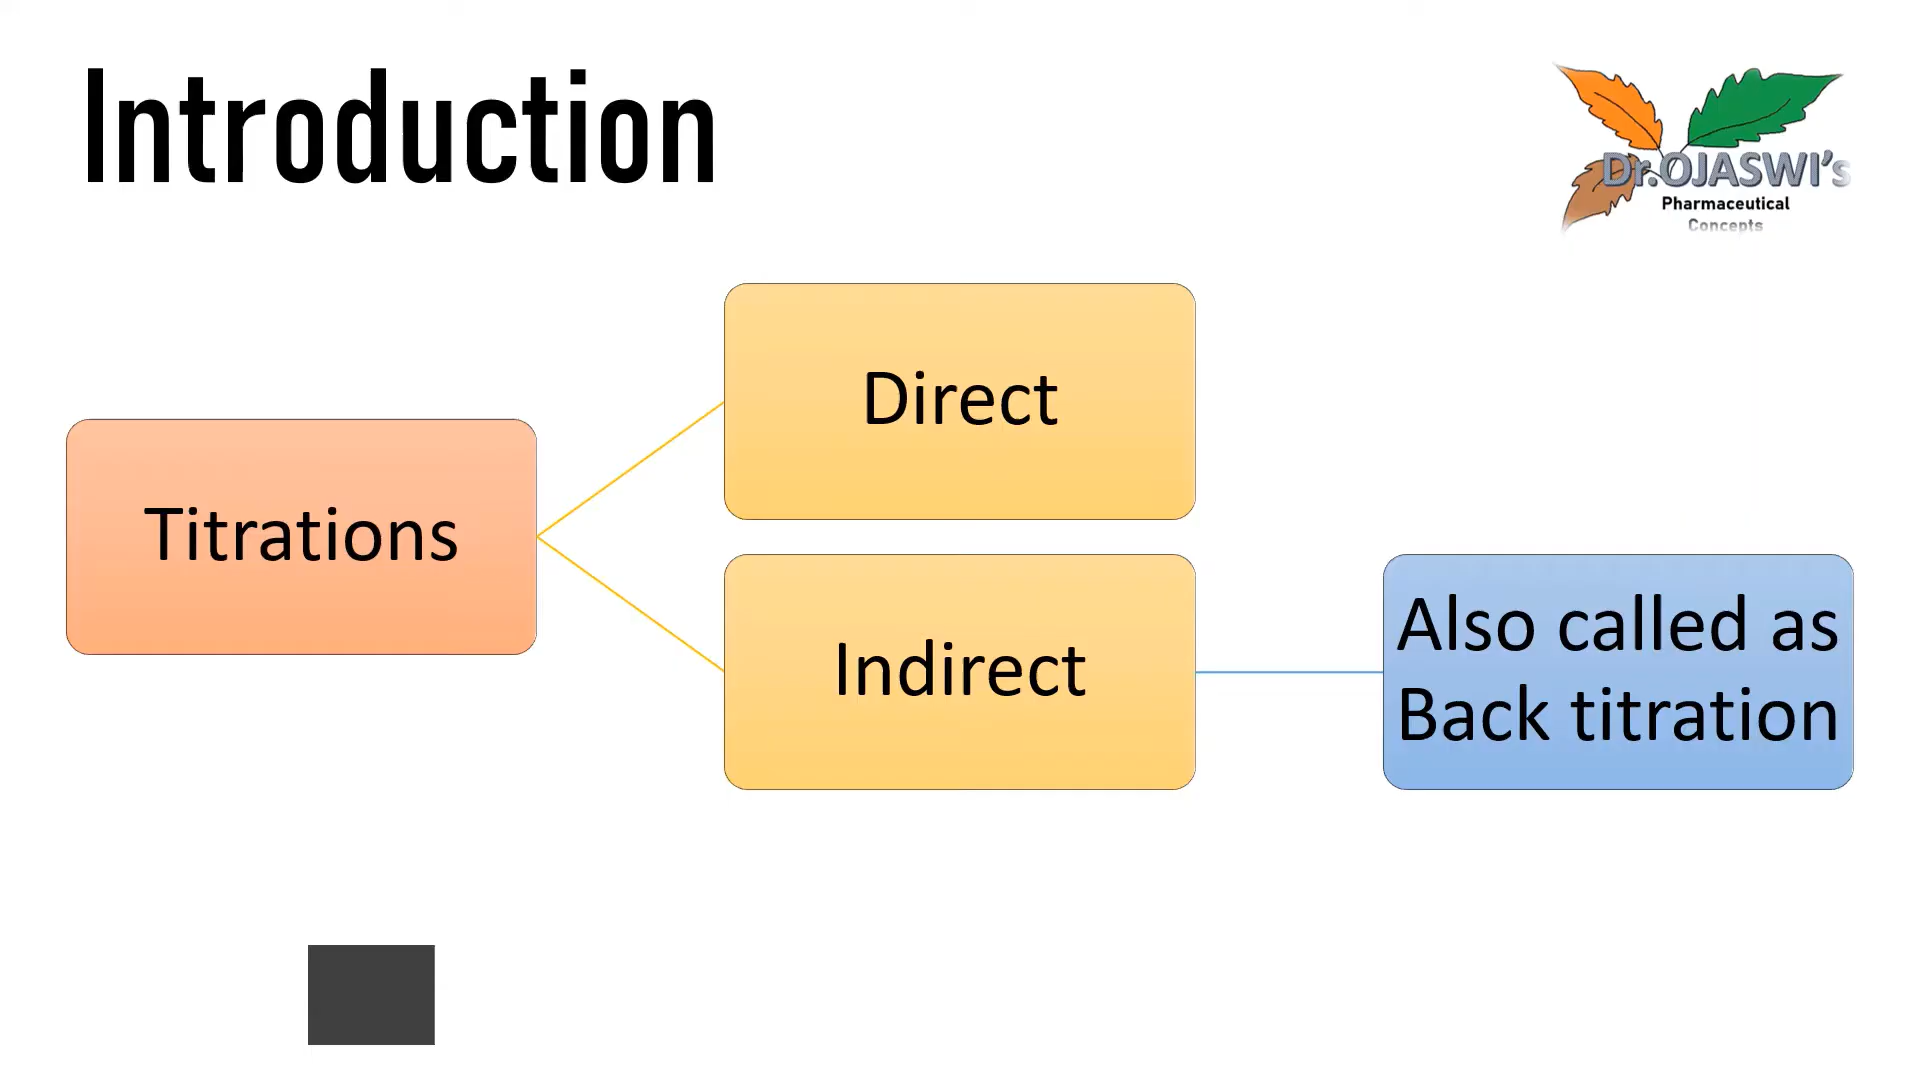 Introduction
Dr.OJASWI's
Pharmaceutical
Concepts
Direct
Titrations
Indirect
Also called as
Back titration